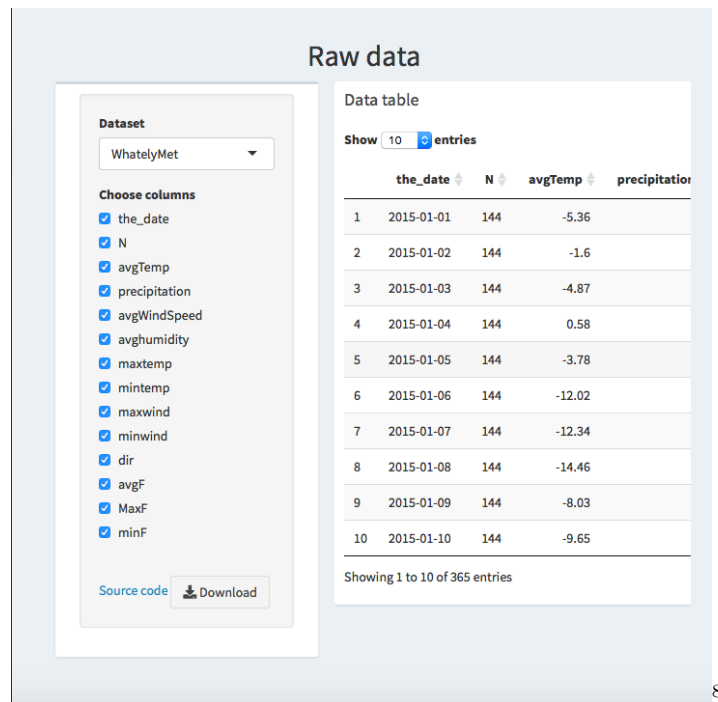 Raw data
Dataset
WhatelyMet
Choose columns
the_date
N
avgTemp
precipitation
avgWindSpeed
avghumidity
maxtemp
mintemp
maxwind
minwind
dir
avgF
MaxF
minF
Source code Download
Data table
Show 10 entries
the_date N avgTemp precipitation
1 2015-01-01 144 -5.36
2 2015-01-02 144 -1.6
3 2015-01-03 144 -4.87
4 2015-01-04 144 0.58
5 2015-01-05 144 -3.78
6 2015-01-06 144 -12.02
7 2015-01-07 144 -12.34
8 2015-01-08 144 -14.46
9 2015-01-09 144 -8.03
10 2015-01-10 144 -9.65
Showing 1 to 10 of 365 entries